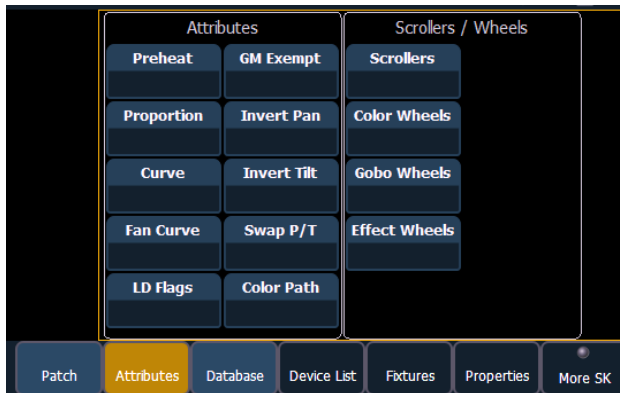 Attributes
Scrollers / Wheels
Preheat
GM Exempt
Scrollers
Proportion
Invert Pan
Color Wheels
Curve
Invert Tilt
Gobo Wheels
Fan Curve
Swap P/T
Effect Wheels
LD Flags
Color Path
Patch
Attributes
Database
Device List
Fixtures
Properties
More SK